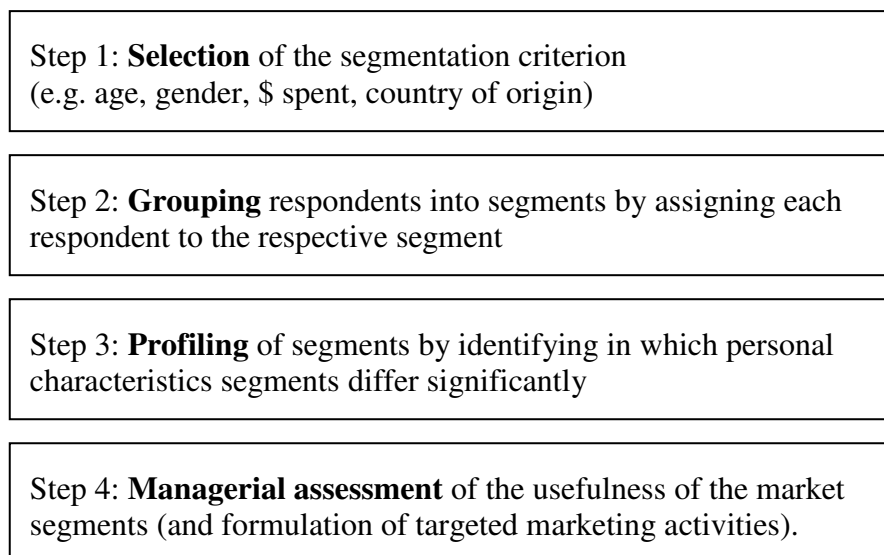 Step 1: Selection of the segmentation criterion
(e.g. age, gender, $ spent, country of origin)
Step 2: Grouping respondents into segments by assigning each
respondent to the respective segment
Step 3: Profiling of segments by identifying in which personal
characteristics segments differ significantly
Step 4: Managerial assessment of the usefulness of the market
segments (and formulation of targeted marketing activities).